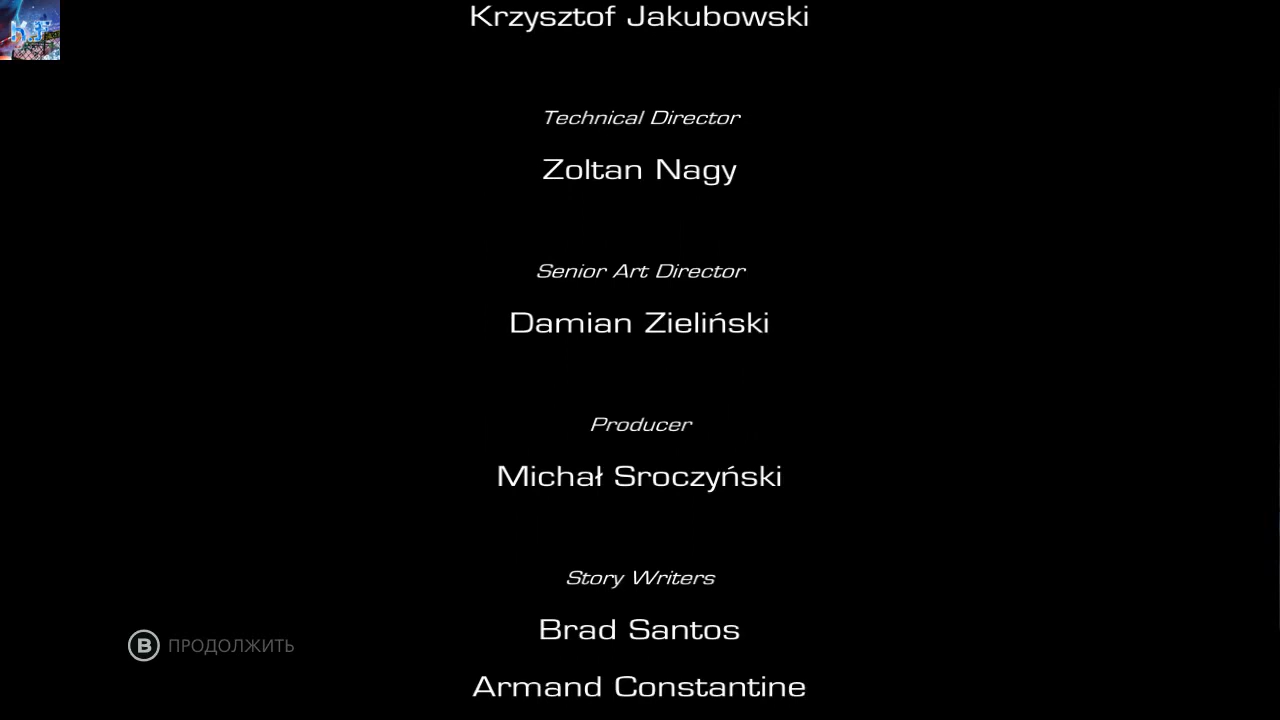 Krzysztof Jakubowski
Technical Director
Zoltan Nagy
Senior Art Director
Damian Zieliński
Producer
Michał Sroczyński
Story Writers
Brad Santos
B ПРОДОЛЖИТЬ
Armand Constantine
KF